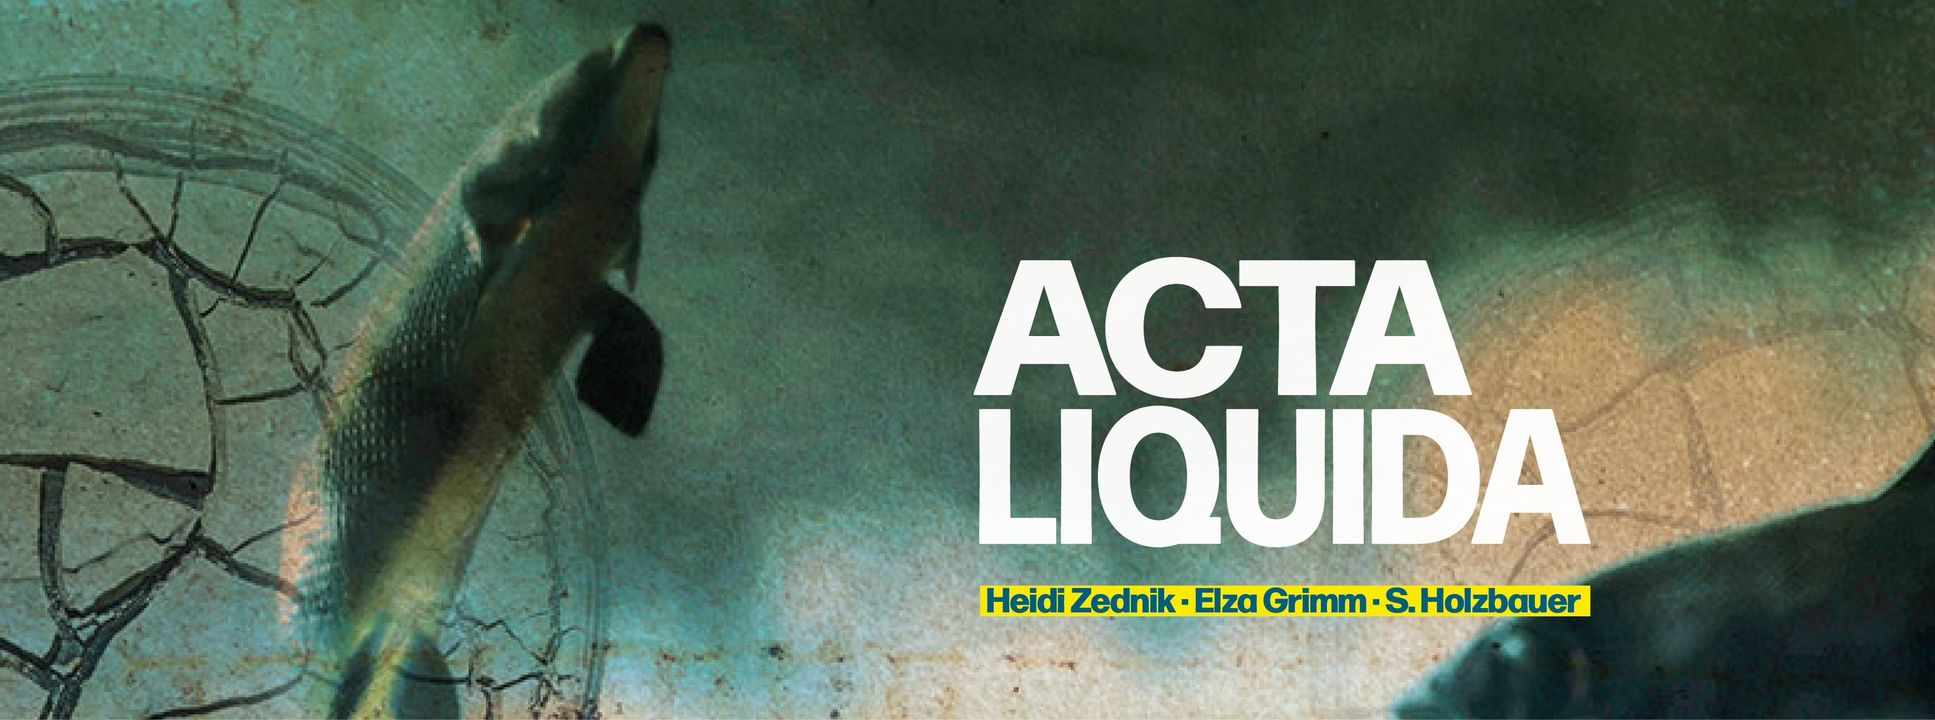 ACTA
LIQUIDA
Heidi Zednik · Elza Grimm · S. Holzbauer